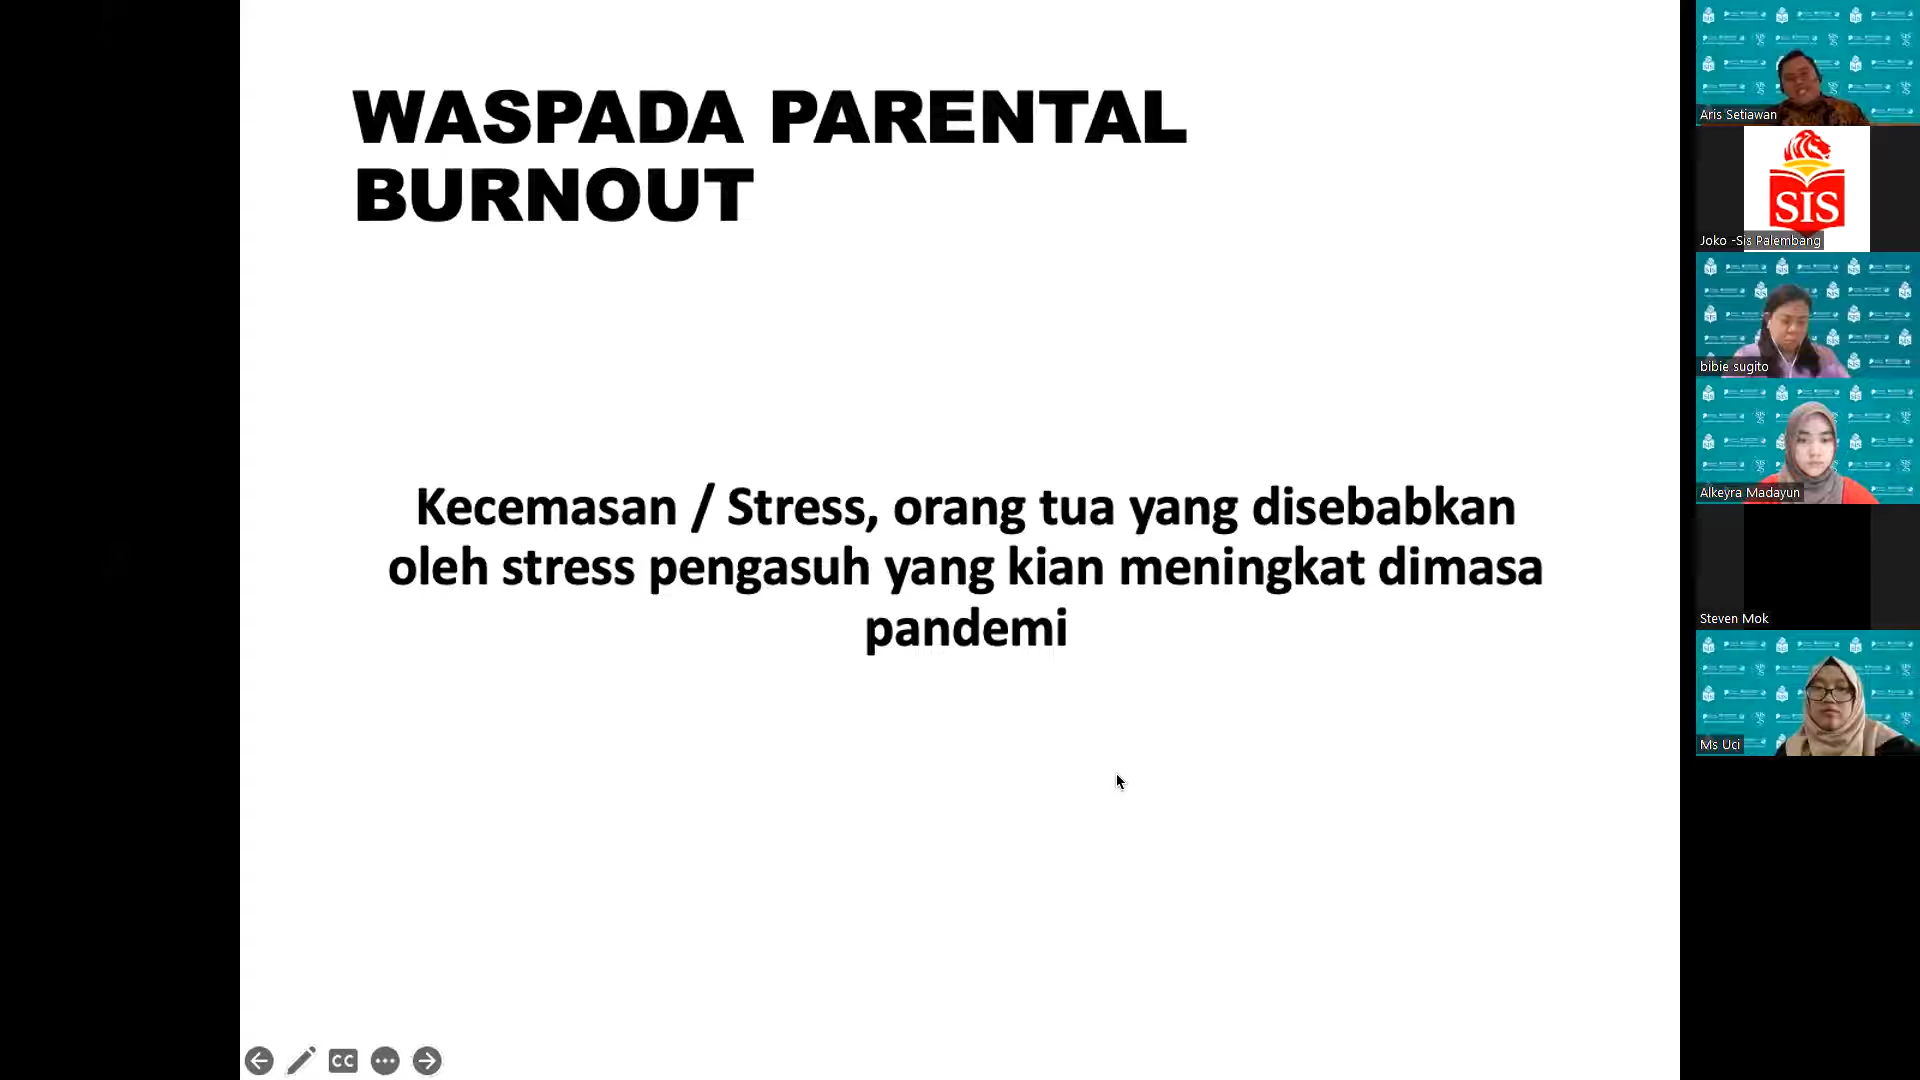 WASPADA PARENTAL
BURNOUT
Kecemasan / Stress, orang tua yang disebabkan
oleh stress pengasuh yang kian meningkat dimasa
pandemi
CC
Aris Setiawan
SIS
Joko -Sis Palembang
bibie sugito
Alkeyra Madayun
Steven Mok
Ms Uci